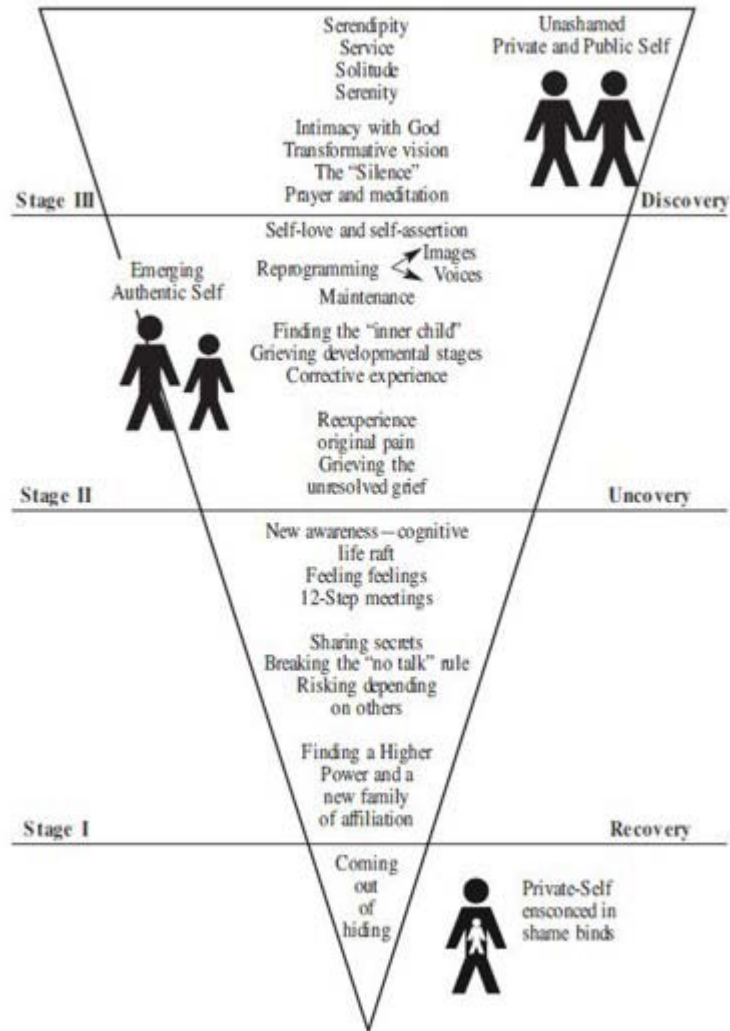 Serendipity
Service
Solitude
Serenity
Unashamed
Private and Public Self
Intimacy with God
Transformative vision
The “Silence”
Prayer and meditation
Stage III
Discovery
Self-love and self-assertion
Reprogramming
Images
Voices
Maintenance
Emerging
Authentic Self
Finding the “inner child”
Grieving developmental stages
Corrective experience
Reexperience
original pain
Grieving the
unresolved grief
Stage II
Uncovery
New awareness—cognitive
life raft
Feeling feelings
12-Step meetings
Sharing secrets
Breaking the “no talk” rule
Risking depending
on others
Finding a Higher
Power and a
new family
of affiliation
Stage I
Recovery
Coming
out
of
hiding
Private-Self
ensconced in
shame binds